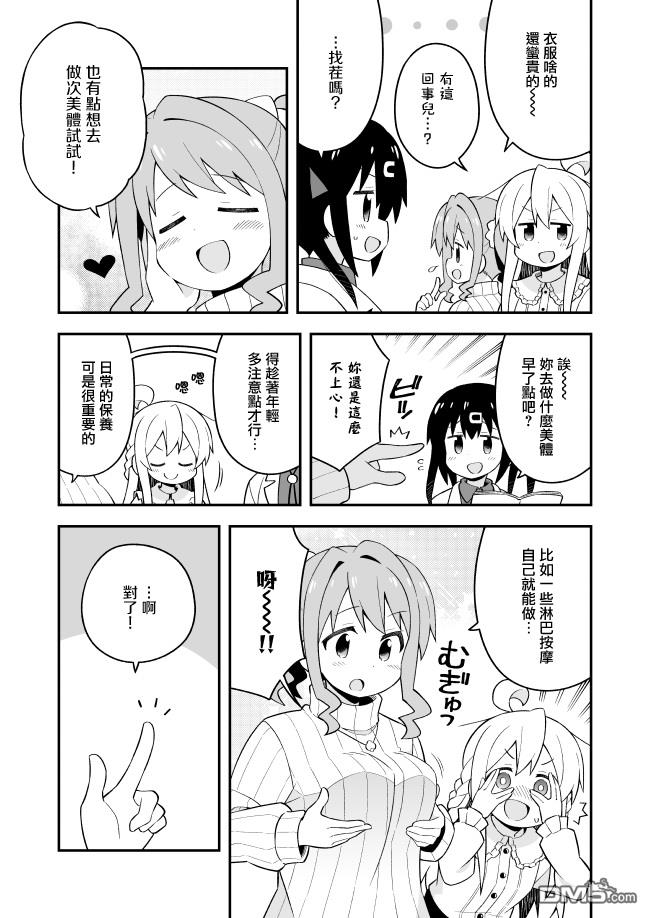 衣服啥的
還蠻貴的～～
有這
回事兒…？
…找茬嗎？
也有點想去
做次美體試試！
誒～～
妳去做什麼美體
早了點吧？
ビッ
妳還是這麼
不上心！
得趁著年輕
多注意點才行…
嗯
嗯
日常的保養
可是很重要的
比如一些淋巴按摩
自己就能做…
むぎゅっ
呀～～!!
…啊
對了！
DM5.com